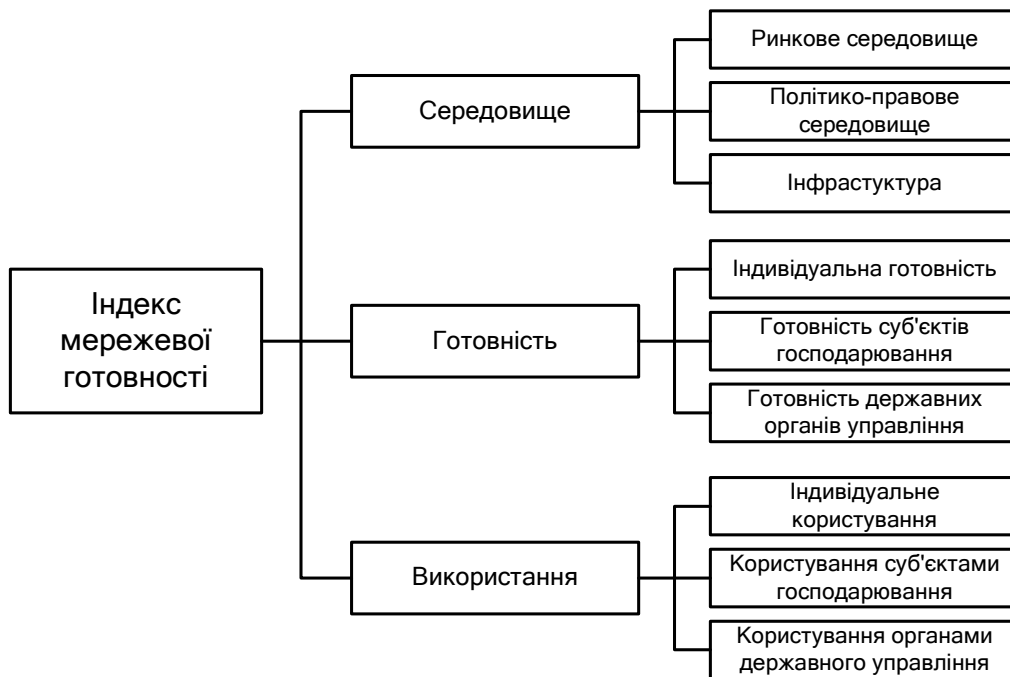 Індекс
мережевої
готовності
Середовище
Ринкове середовище
Політико-правове
середовище
Інфрастуктура
Готовність
Індивідуальна готовність
Готовність суб'єктів
господарювання
Готовність державних
органів управління
Використання
Індивідуальне
користування
Користування суб'єктами
господарювання
Користування органами
державного управління